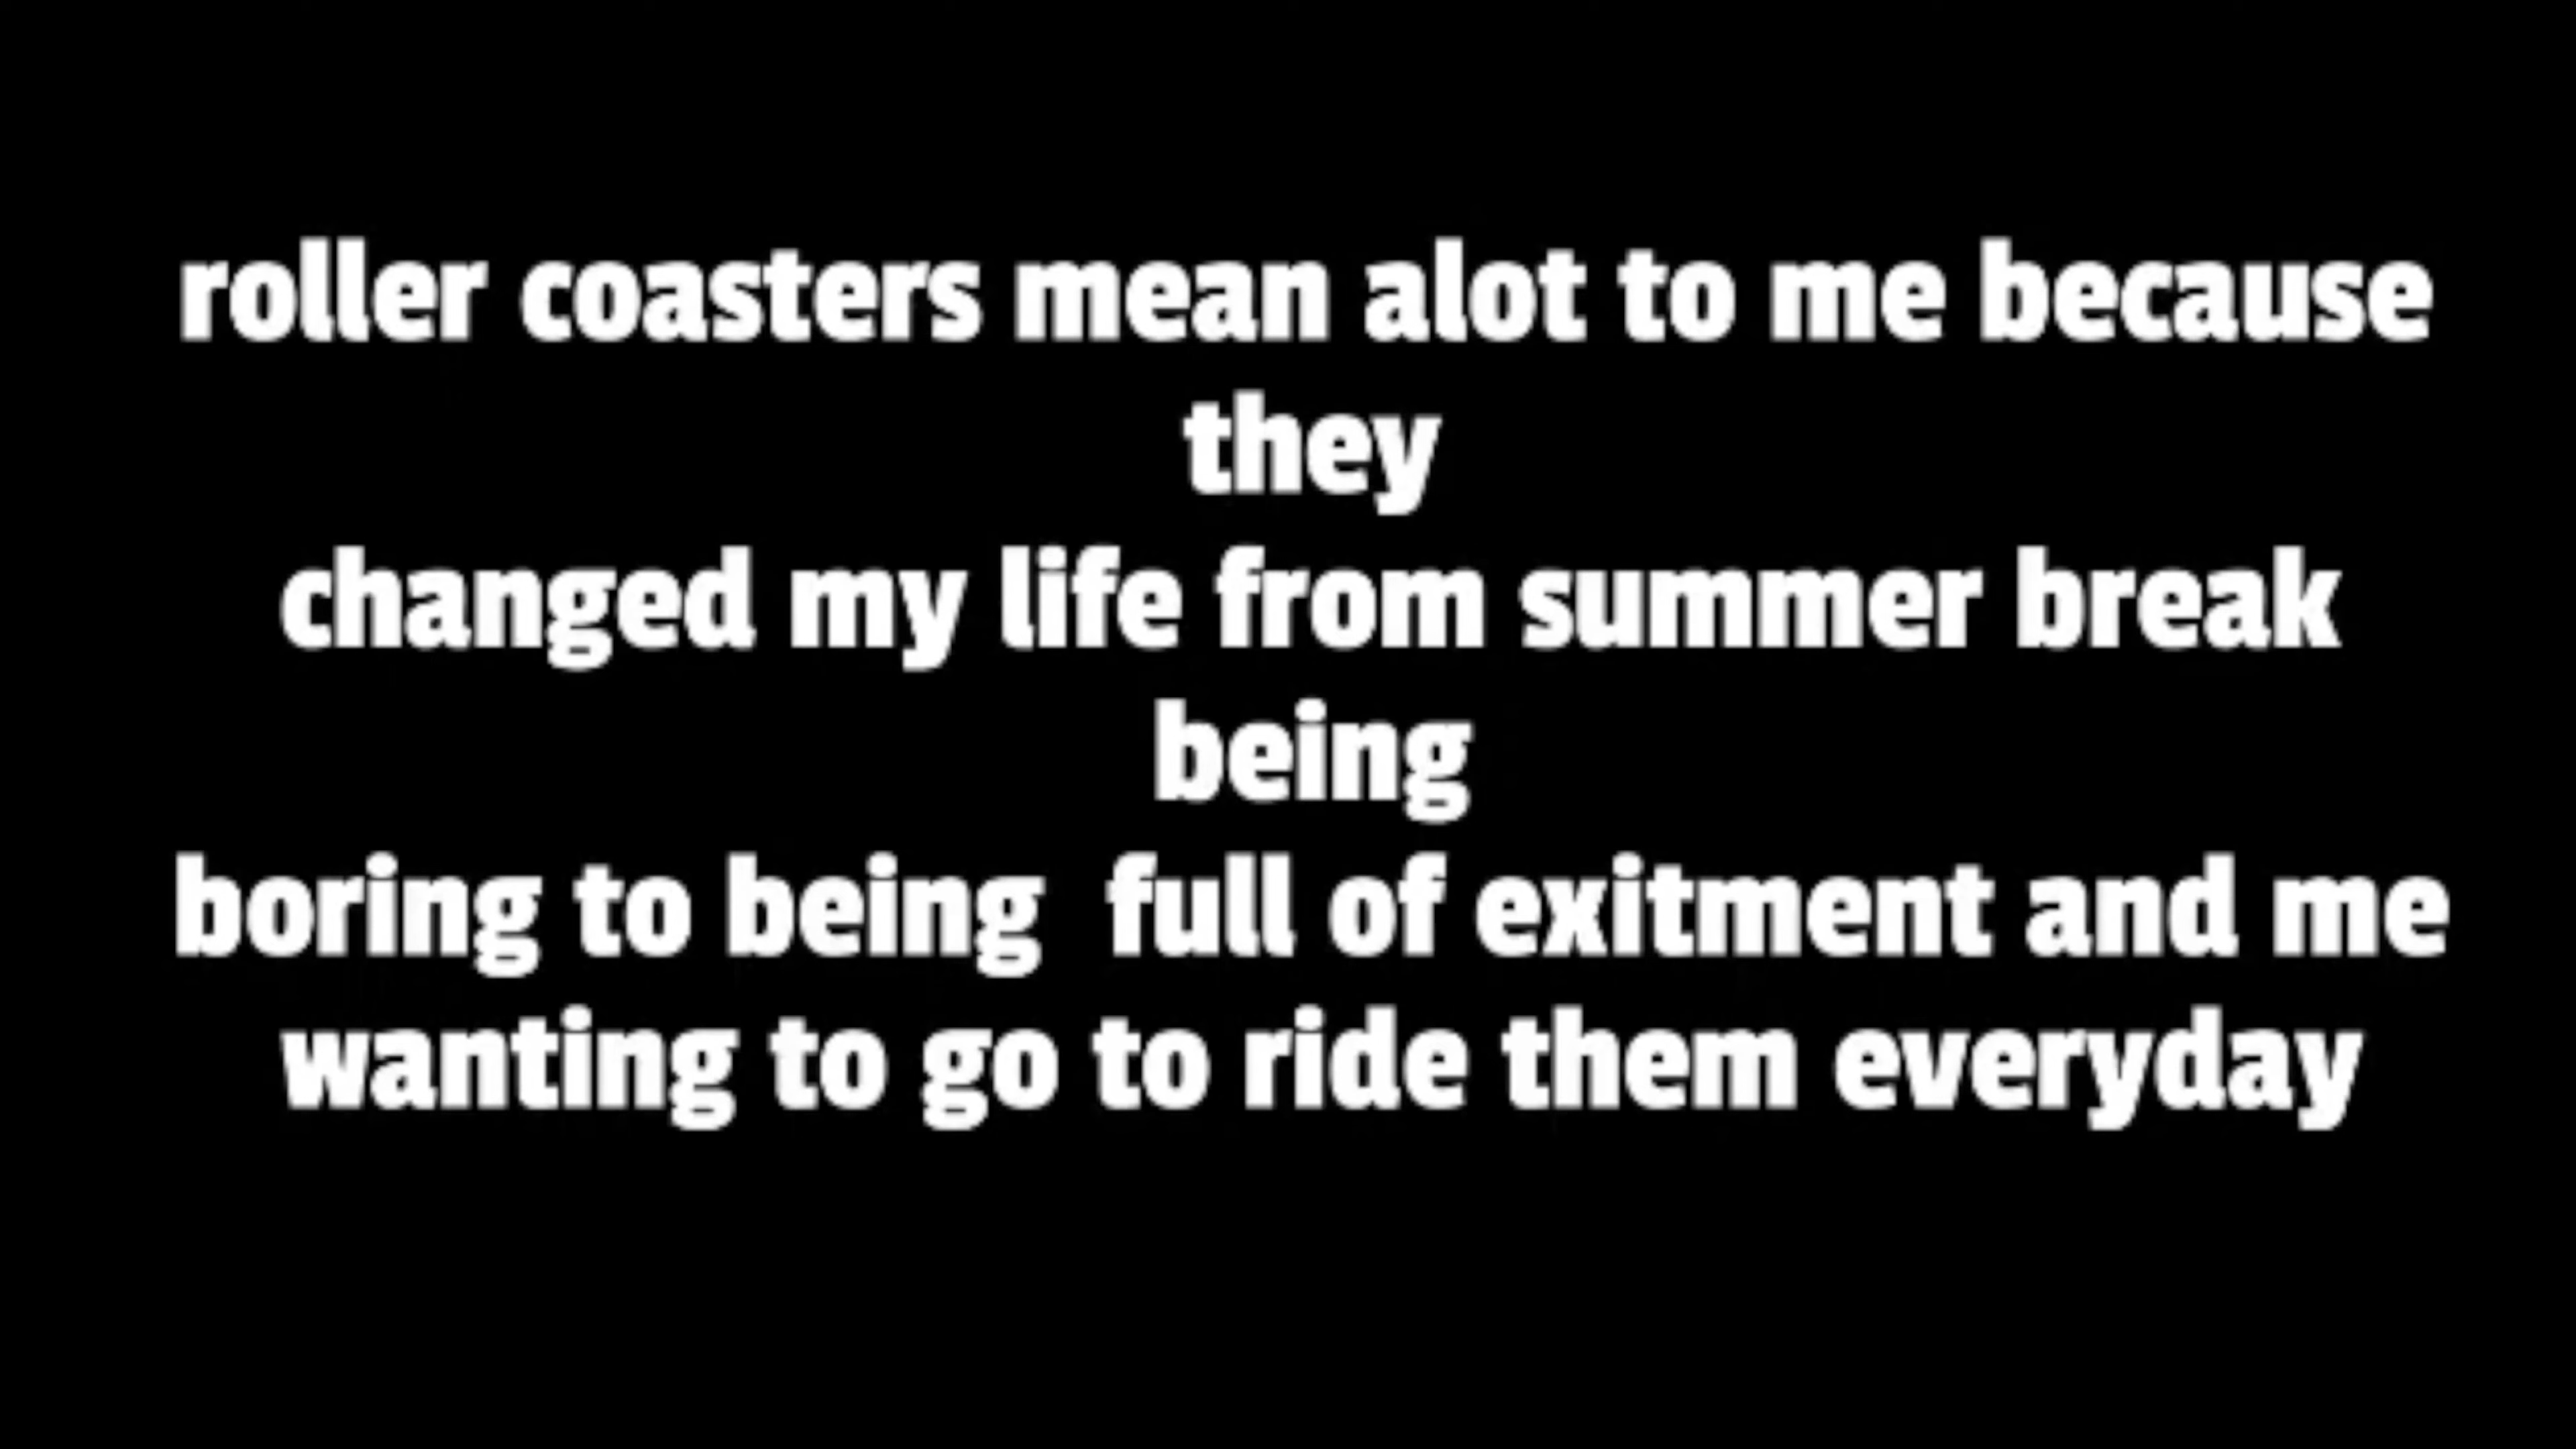 roller coasters mean alot to me because
they
changed my life from summer break
being
boring to being  full of exitment and me
wanting to go to ride them everyday